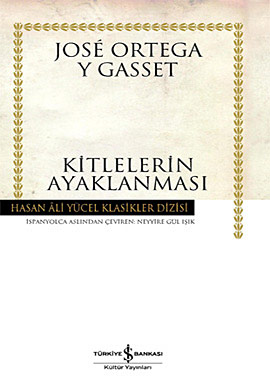 JOSÉ ORTEGA
Y GASSET
KİTLELERİN
AYAKLANMASI
HASAN ÂLİ YÜCEL KLASİKLER DİZİSİ
İSPANYOLCA ASLINDAN ÇEVİREN: NEYYİRE GÜL IŞIK
TÜRKİYE İŞ BANKASI
Kültür Yayınları